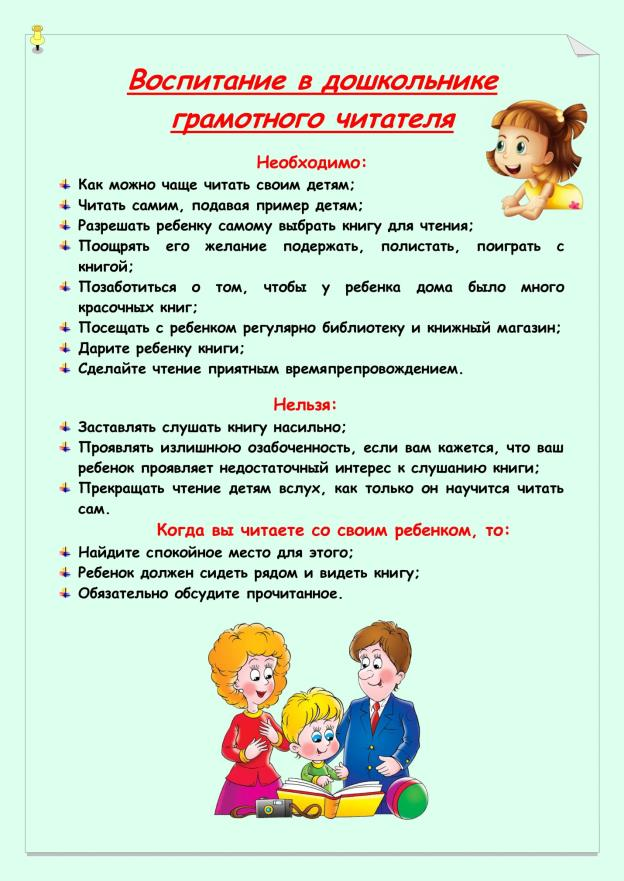 Воспитание в дошкольнике
грамотного читателя
Необходимо:
Как можно чаще читать своим детям;
Читать самим, подавая пример детям;
Разрешать ребенку самому выбрать книгу для чтения;
Поощрять его желание подержать, полистать, поиграть с
книгой;
Позаботиться о том, чтобы у ребенка дома было много
красочных книг;
Посещать с ребенком регулярно библиотеку и книжный магазин;
Дарите ребенку книги;
Сделайте чтение приятным времяпрепровождением.
Нельзя:
Заставлять слушать книгу насильно;
Проявлять излишнюю озабоченность, если вам кажется, что ваш
ребенок проявляет недостаточный интерес к слушанию книги;
Прекращать чтение детям вслух, как только он научится читать
сам.
Когда вы читаете со своим ребенком, то:
Найдите спокойное место для этого;
Ребенок должен сидеть рядом и видеть книгу;
Обязательно обсудите прочитанное.